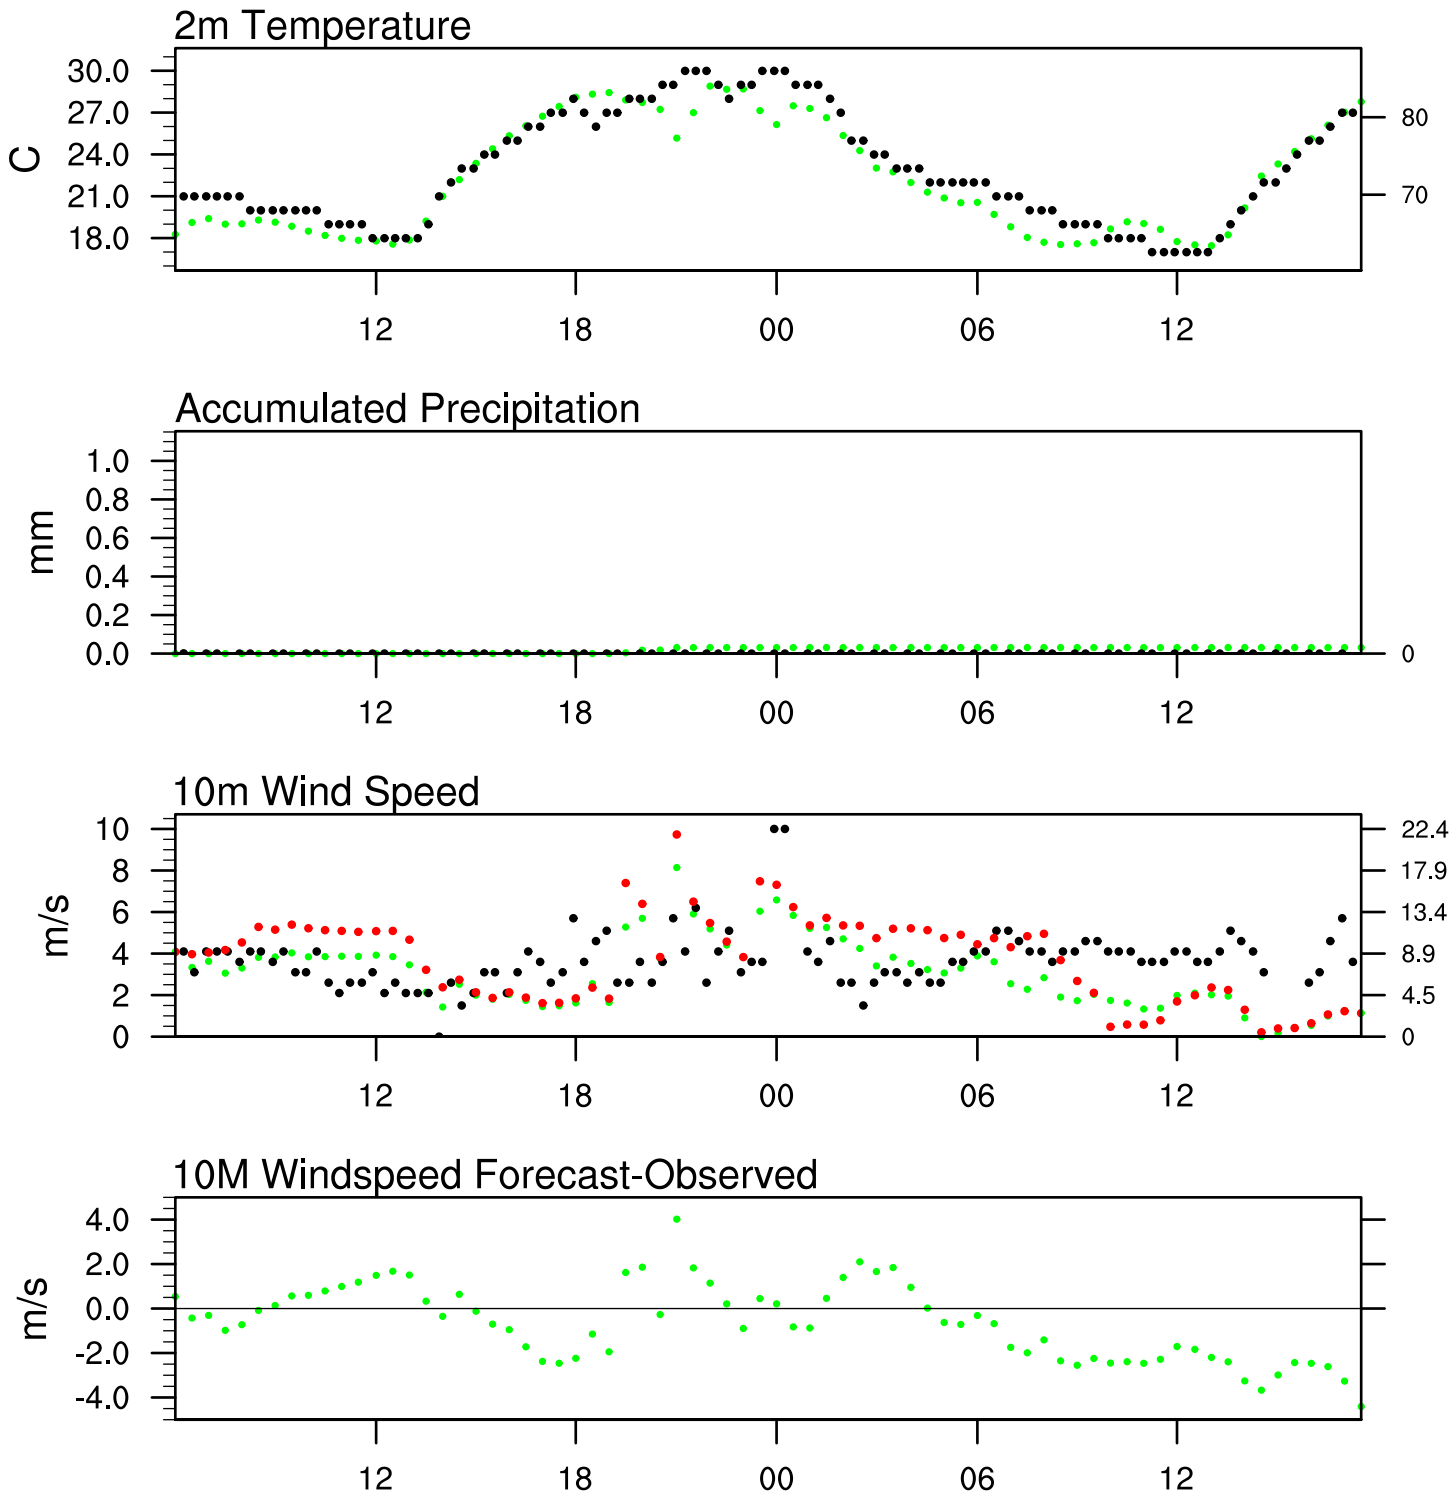 2m Temperature
30.0
27.0
24.0
21.0
18.0
C
80
70
12 18 00 06 12
Accumulated Precipitation
1.0
0.8
0.6
0.4
0.2
0.0
mm
0
12 18 00 06 12
10m Wind Speed
10
8
6
4
2
0
m/s
22.4
17.9
13.4
8.9
4.5
0
12 18 00 06 12
10M Windspeed Forecast-Observed
4.0
2.0
0.0
-2.0
-4.0
m/s
12 18 00 06 12